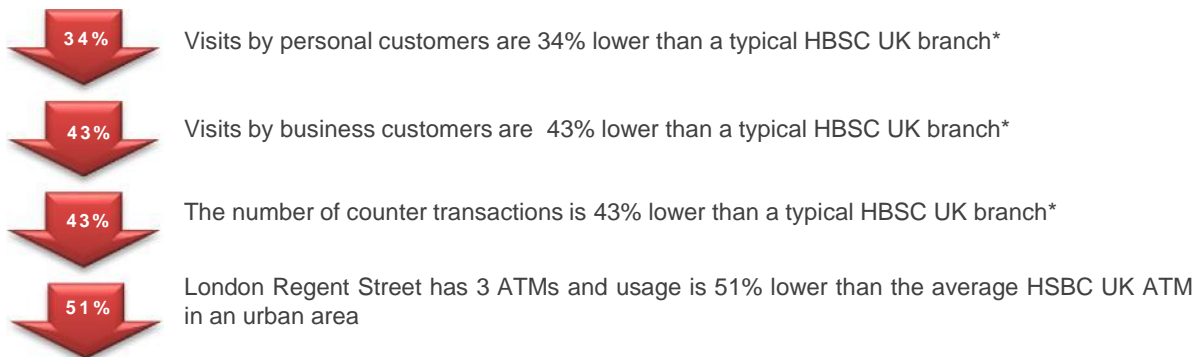 34%
Visits by personal customers are 34% lower than a typical HBSC UK branch*
43%
Visits by business customers are 43% lower than a typical HBSC UK branch*
43%
The number of counter transactions is 43% lower than a typical HBSC UK branch*
51%
London Regent Street has 3 ATMs and usage is 51% lower than the average HSBC UK ATM
in an urban area